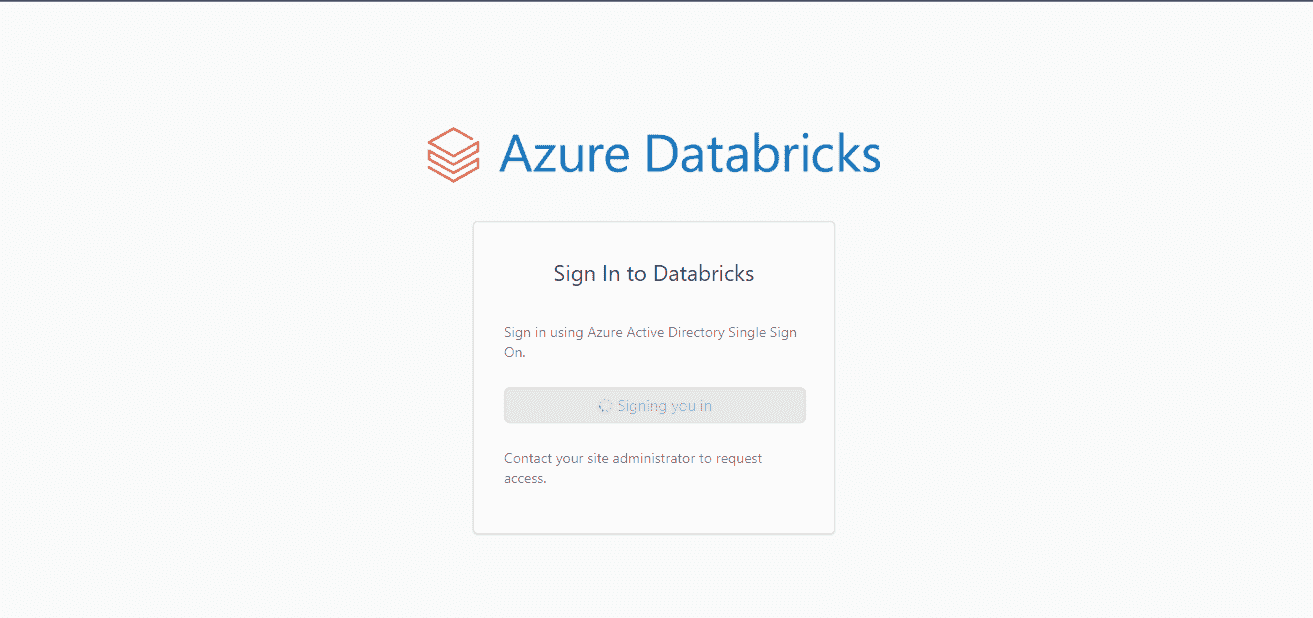 Azure Databricks
Sign In to Databricks
Sign in using Azure Active Directory Single Sign
On.
Signing you in
Contact your site administrator to request
access.